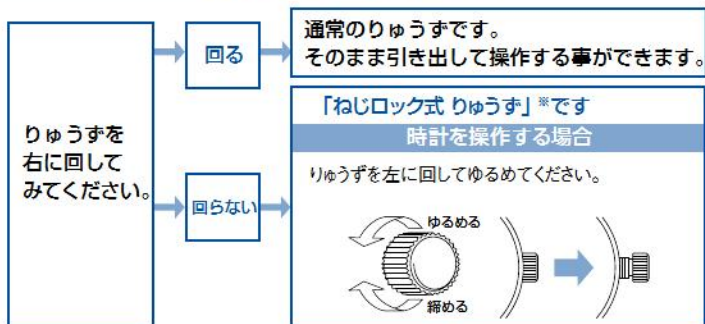 りゅうずを
右に回して
みてください。
回る
通常のりゅうずです。
そのまま引き出して操作する事ができます。
回らない
「ねじロック式 りゅうず」※です
時計を操作する場合
りゅうずを左に回してゆるめてください。
ゆるめる
締める